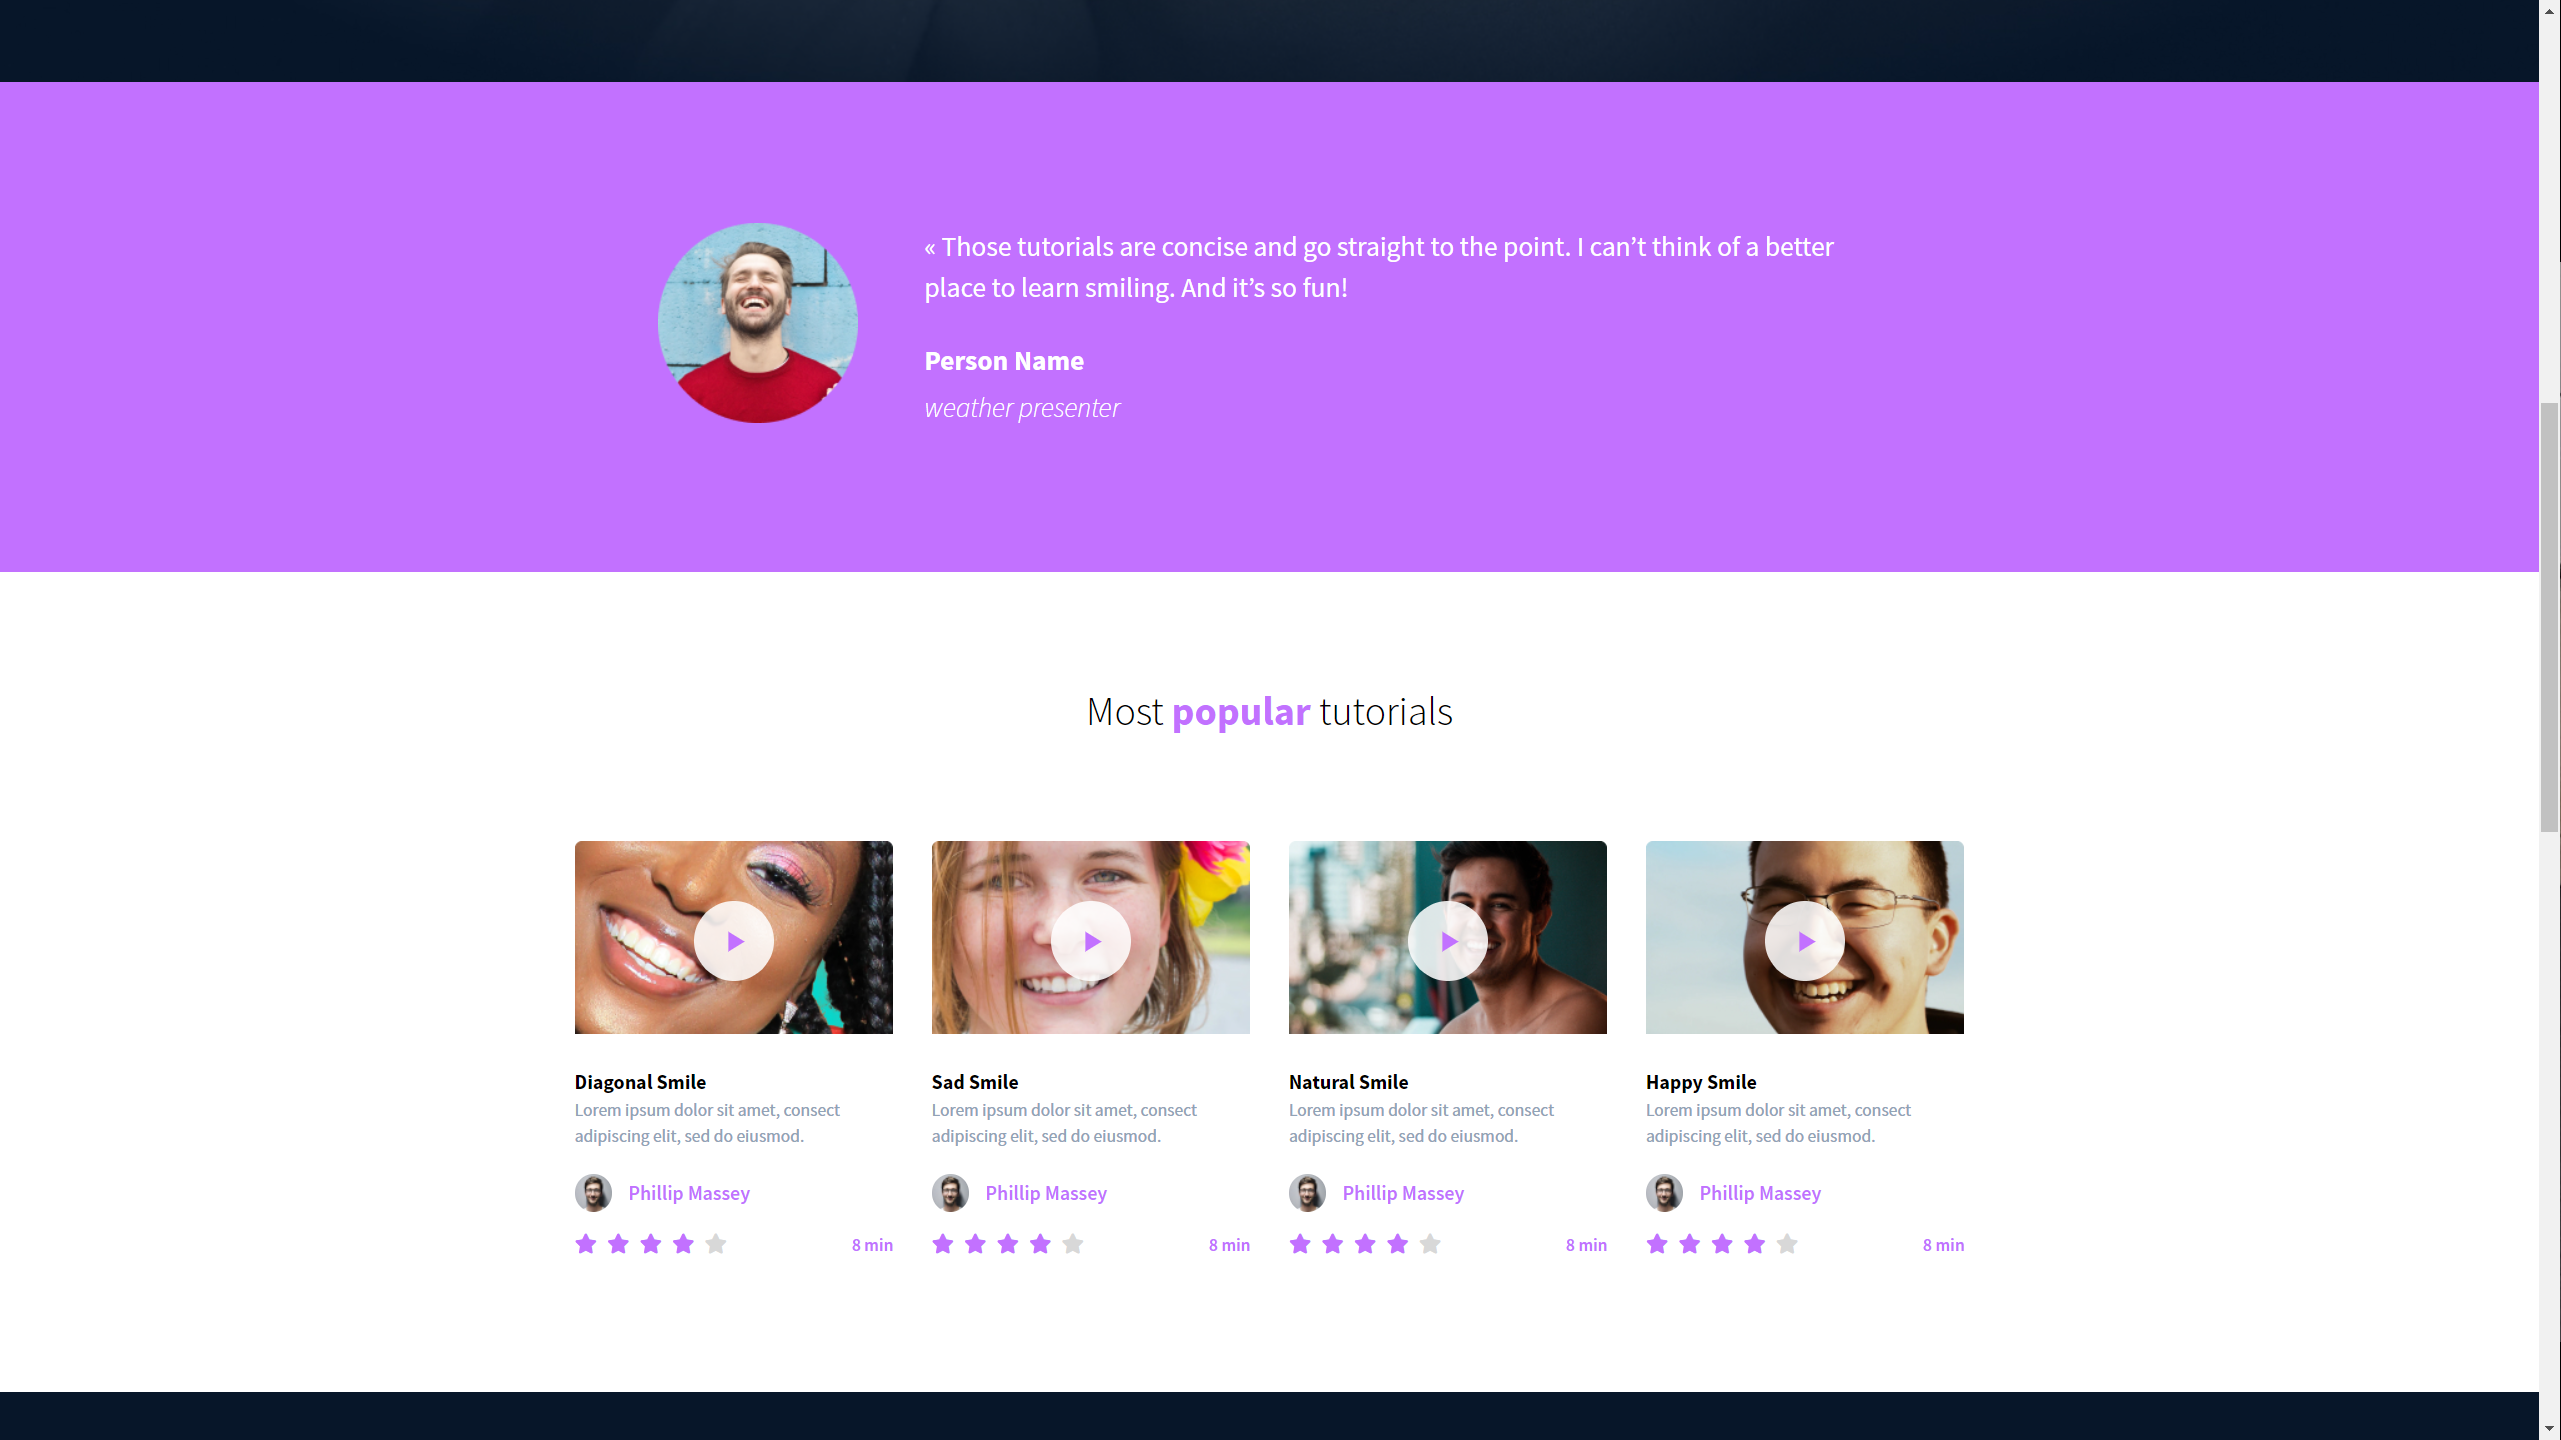 « Those tutorials are concise and go straight to the point. I can’t think of a better
place to learn smiling. And it’s so fun!
Person Name
weather presenter
Most popular tutorials
Diagonal Smile
Lorem ipsum dolor sit amet, consect
adipiscing elit, sed do eiusmod.
Phillip Massey
8 min
Sad Smile
Lorem ipsum dolor sit amet, consect
adipiscing elit, sed do eiusmod.
Phillip Massey
8 min
Natural Smile
Lorem ipsum dolor sit amet, consect
adipiscing elit, sed do eiusmod.
Phillip Massey
8 min
Happy Smile
Lorem ipsum dolor sit amet, consect
adipiscing elit, sed do eiusmod.
Phillip Massey
8 min